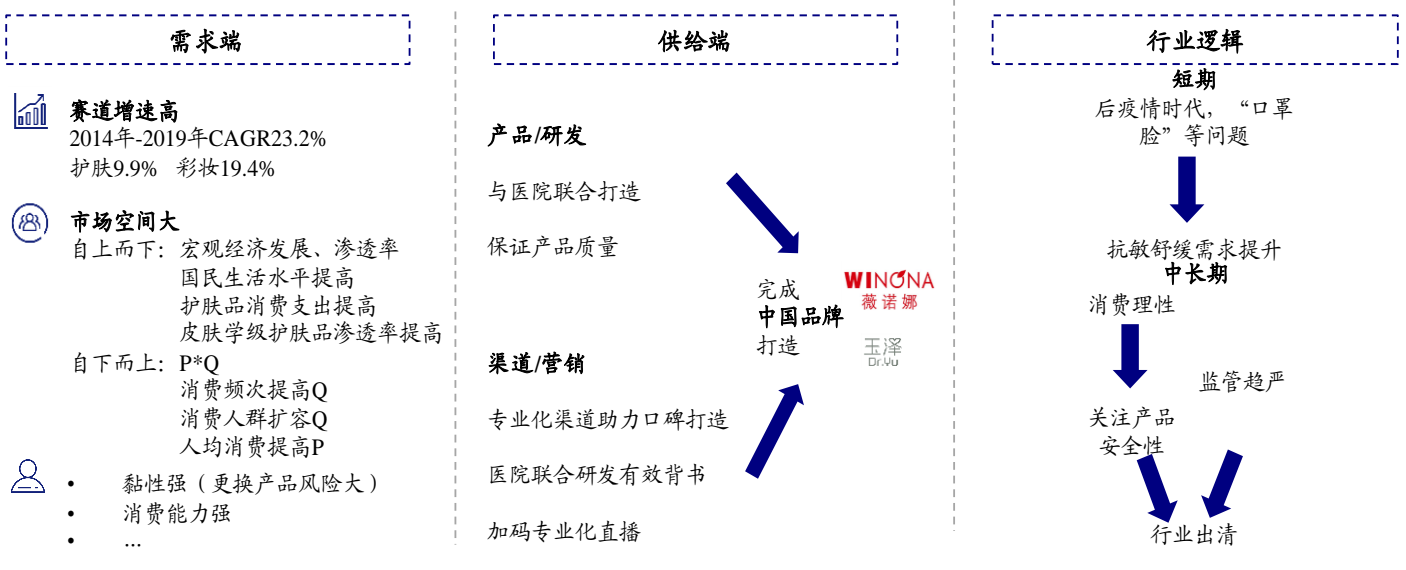 需求端
赛道增速高
2014年-2019年CAGR23.2%
护肤9.9% 彩妆19.4%
市场空间大
自上而下：宏观经济发展、渗透率
国民生活水平提高
护肤品消费支出提高
皮肤学级护肤品渗透率提高
自下而上：P*Q
消费频次提高Q
消费人群扩容Q
人均消费提高P
• 黏性强（更换产品风险大）
• 消费能力强
• …
供给端
产品/研发
与医院联合打造
保证产品质量
完成
中国品牌
打造
WINONA
薇诺娜
玉泽
Dr.Yu
渠道/营销
专业化渠道助力口碑打造
医院联合研发有效背书
加码专业化直播
行业逻辑
短期
后疫情时代，“口罩
脸”等问题
抗敏舒缓需求提升
中长期
消费理性
监管趋严
关注产品
安全性
行业出清